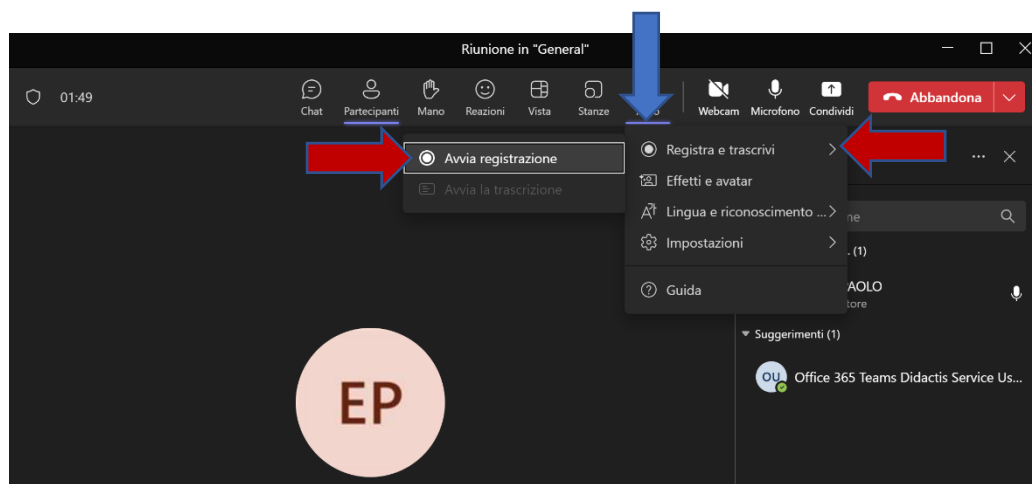 Riunione in "General"
01:49
Chat
Partecipanti
Mano
Reazioni
Vista
Stanze
Webcam
Microfono
Condividi
Abbandona
Avvia registrazione
Avvia la trascrizione
Registra e trascrivi
Effetti e avatar
Lingua e riconoscimento ...
Impostazioni
Guida
(1)
AOLO
Suggerimenti (1)
OU
Office 365 Teams Didactis Service Us...
EP